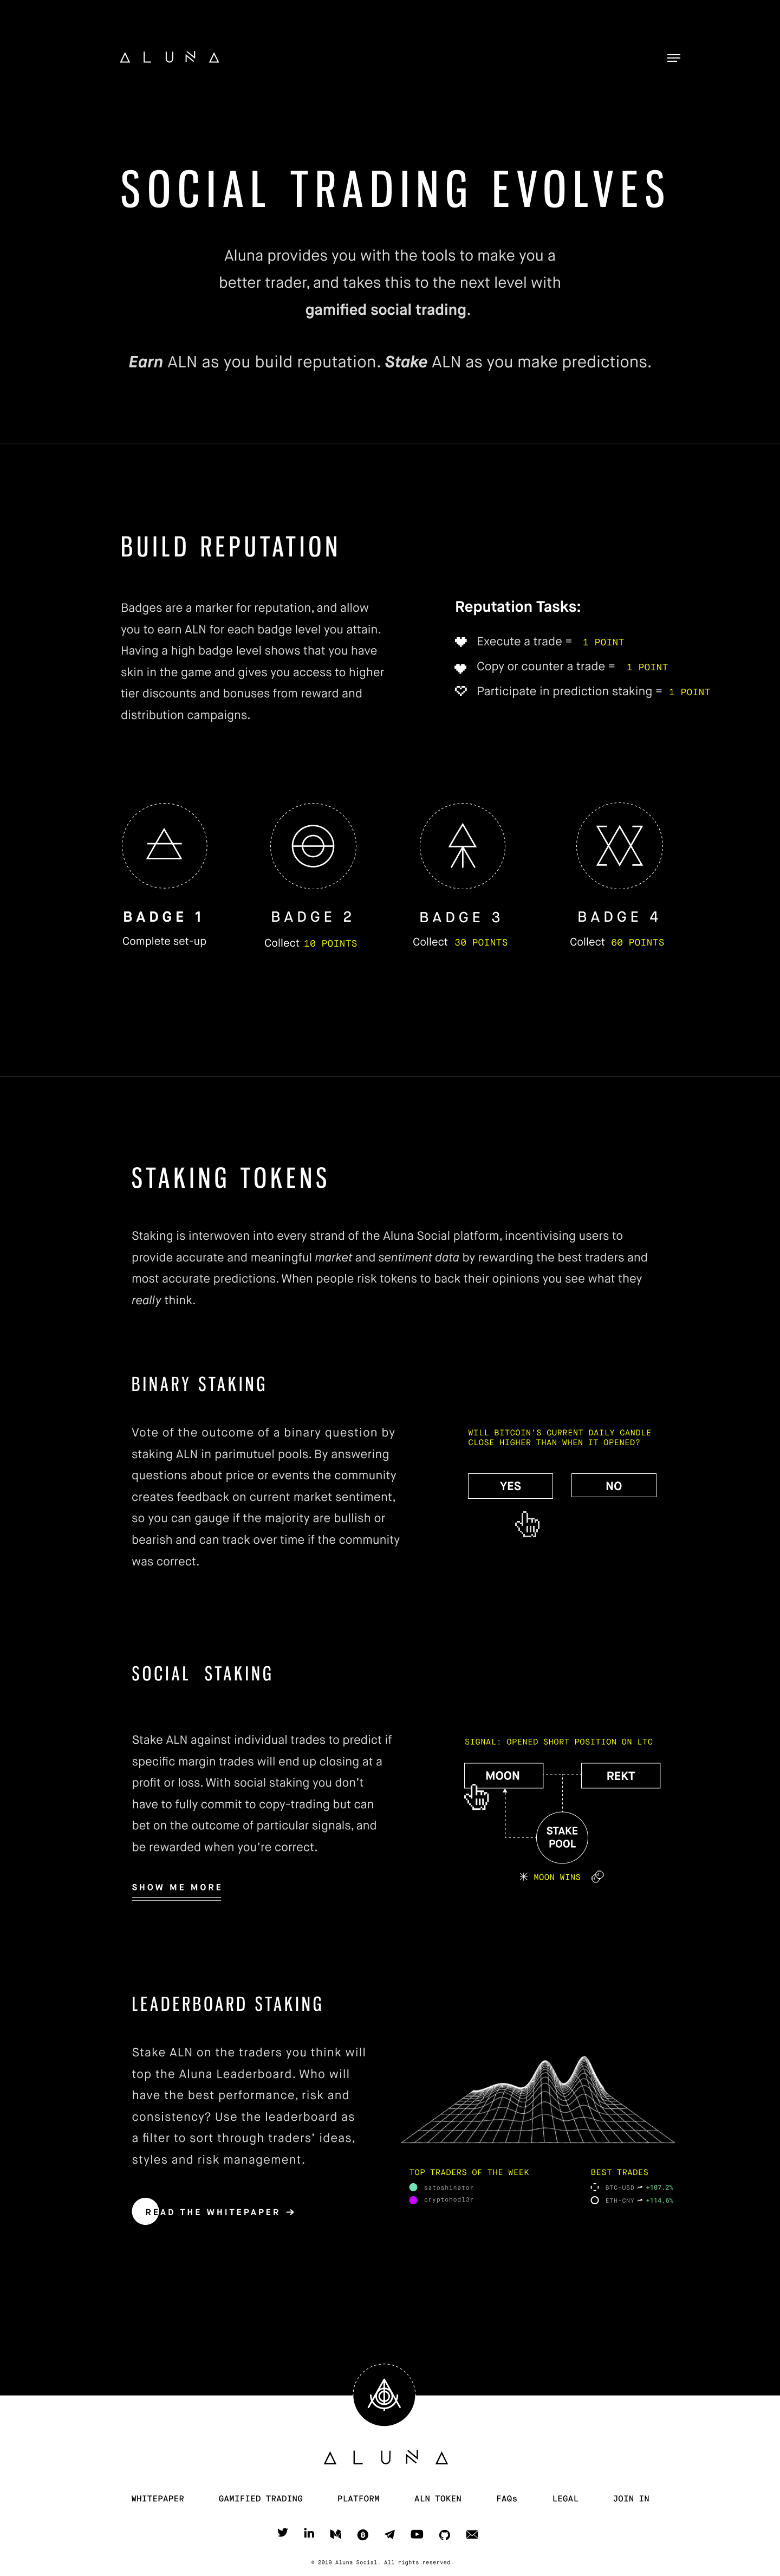 ALUNA
SOCIAL TRADING EVOLVES
Aluna provides you with the tools to make you a
better trader, and takes this to the next level with
gamified social trading.
Earn ALN as you build reputation. Stake ALN as you make predictions.
BUILD REPUTATION
Badges are a marker for reputation, and allow
you to earn ALN for each badge level you attain.
Having a high badge level shows that you have
skin in the game and gives you access to higher
tier discounts and bonuses from reward and
distribution campaigns.
Reputation Tasks:
Execute a trade = 1 POINT
Copy or counter a trade = 1 POINT
Participate in prediction staking = 1 POINT
BADGE 1
Complete set-up
BADGE 2
Collect 10 POINTS
BADGE 3
Collect 30 POINTS
BADGE 4
Collect 60 POINTS
STAKING TOKENS
Staking is interwoven into every strand of the Aluna Social platform, incentivising users to
provide accurate and meaningful market and sentiment data by rewarding the best traders and
most accurate predictions. When people risk tokens to back their opinions you see what they
really think.
BINARY STAKING
Vote of the outcome of a binary question by
staking ALN in parimutuel pools. By answering
questions about price or events the community
creates feedback on current market sentiment,
so you can gauge if the majority are bullish or
bearish and can track over time if the community
was correct.
WILL BITCOIN'S CURRENT DAILY CANDLE
CLOSE HIGHER THAN WHEN IT OPENED?
YES
NO
SOCIAL STAKING
Stake ALN against individual trades to predict if
specific margin trades will end up closing at a
profit or loss. With social staking you don't
have to fully commit to copy-trading but can
bet on the outcome of particular signals, and
be rewarded when you're correct.
SHOW ME MORE
SIGNAL: OPENED SHORT POSITION ON LTC
MOON
REKT
STAKE
POOL
MOON WINS
LEADERBOARD STAKING
Stake ALN on the traders you think will
top the Aluna Leaderboard. Who will
have the best performance, risk and
consistency? Use the leaderboard as
a filter to sort through traders' ideas,
styles and risk management.
READ THE WHITEPAPER →
TOP TRADERS OF THE WEEK
satoshinator
cryptohodl3r
BEST TRADES
BTC-USD +107.2%
ETH-CNY +114.6%
ALUNA
WHITEPAPER GAMIFIED TRADING PLATFORM ALN TOKEN FAQs LEGAL JOIN IN
© 2019 Aluna Social. All rights reserved.